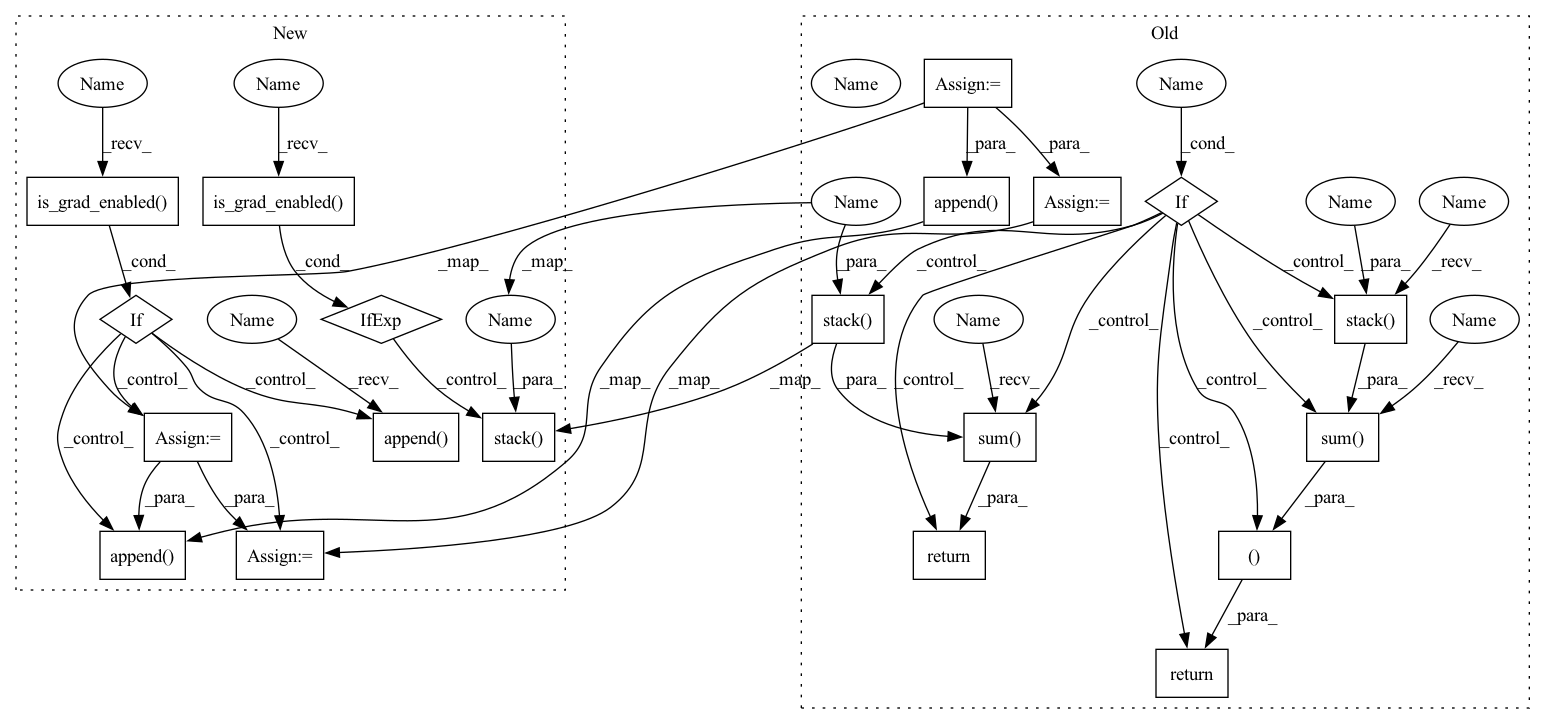 New
Old
Name
Name
Name
Assign:=
Name
_recv_
_recv_
_para_
_para_
_cond_
is_grad_enabled()
is_grad_enabled()
Name
append()
Assign:=
If
Name
Name
_cond_
_cond_
_map_
_map_
_para_
_control_
_control_
_para_
_recv_
If
Name
IfExp
Name
stack()
Name
stack()
Name
_control_
_control_
_recv_
_control_
_para_
_map_
_map_
_map_
_para_
_control_
_recv_
_control_
_control_
_control_
_para_
_recv_
_control_
_control_
_control_
Assign:=
append()
stack()
sum()
sum()
_para_
_para_
_para_
_para_
append()
Assign:=
return
()
_para_
return